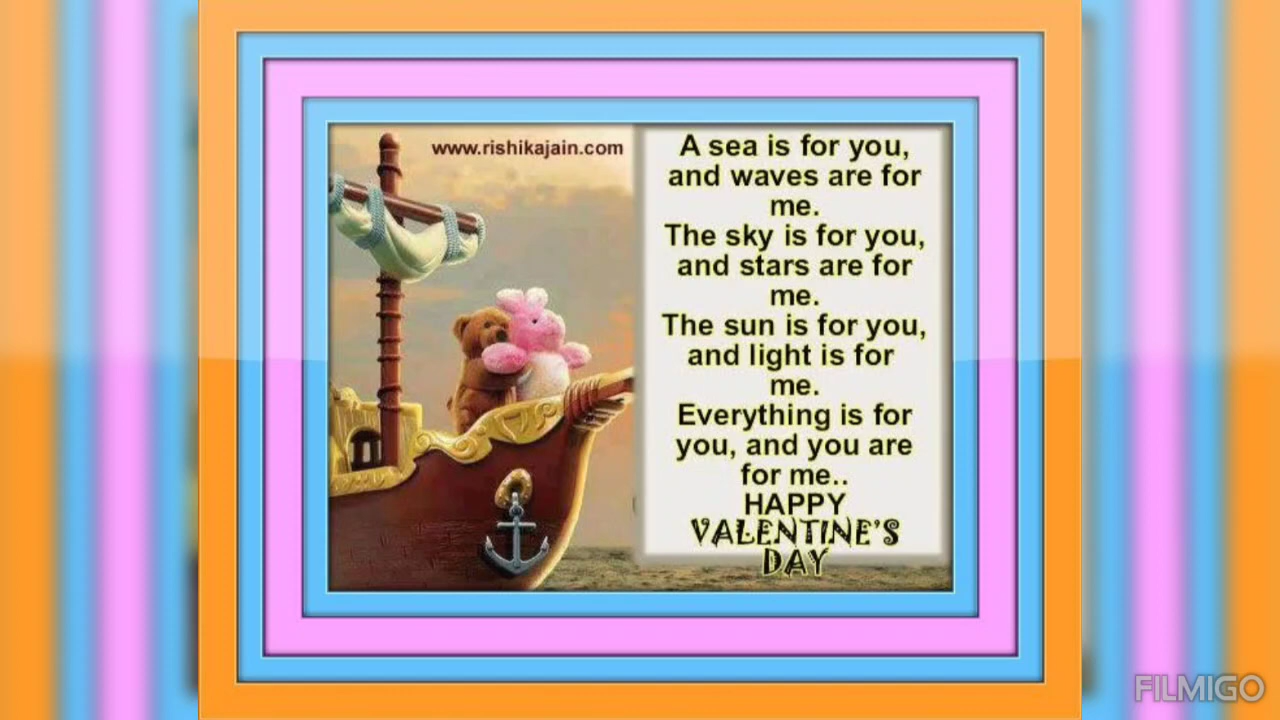 www.rishikajain.com
A sea is for you,
and waves are for
me.
The sky is for you,
and stars are for
me.
The sun is for you,
and light is for
me.
Everything is for
you, and you are
for me..
HAPPY
VALENTINE'S
DAY
FILMIGO